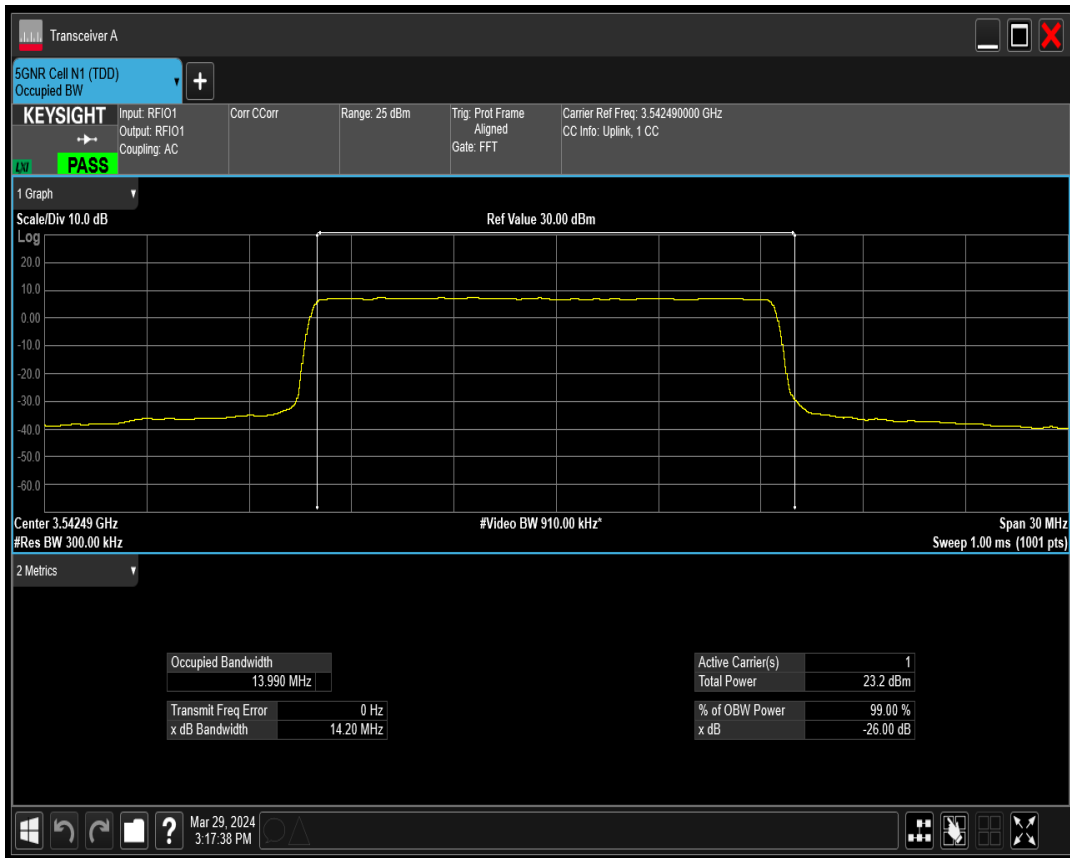 Transceiver A
5GNR Cell N1 (TDD)
Occupied BW
+
KEYSIGHT
LXI
PASS
Input: RFIO1
Output: RFIO1
Coupling: AC
Corr CCorr
Range: 25 dBm
Trig: Prot Frame
Aligned
Gate: FFT
Carrier Ref Freq: 3.542490000 GHz
CC Info: Uplink, 1 CC
1 Graph
Scale/Div 10.0 dB
Ref Value 30.00 dBm
Log
20.0
10.0
0.00
-10.0
-20.0
-30.0
-40.0
-50.0
-60.0
Center 3.54249 GHz
#Video BW 910.00 kHz*
Span 30 MHz
#Res BW 300.00 kHz
Sweep 1.00 ms (1001 pts)
2 Metrics
Occupied Bandwidth
13.990 MHz
Transmit Freq Error 0 Hz
x dB Bandwidth 14.20 MHz
Active Carrier(s) 1
Total Power 23.2 dBm
% of OBW Power 99.00 %
x dB -26.00 dB
?
Mar 29, 2024
3:17:38 PM